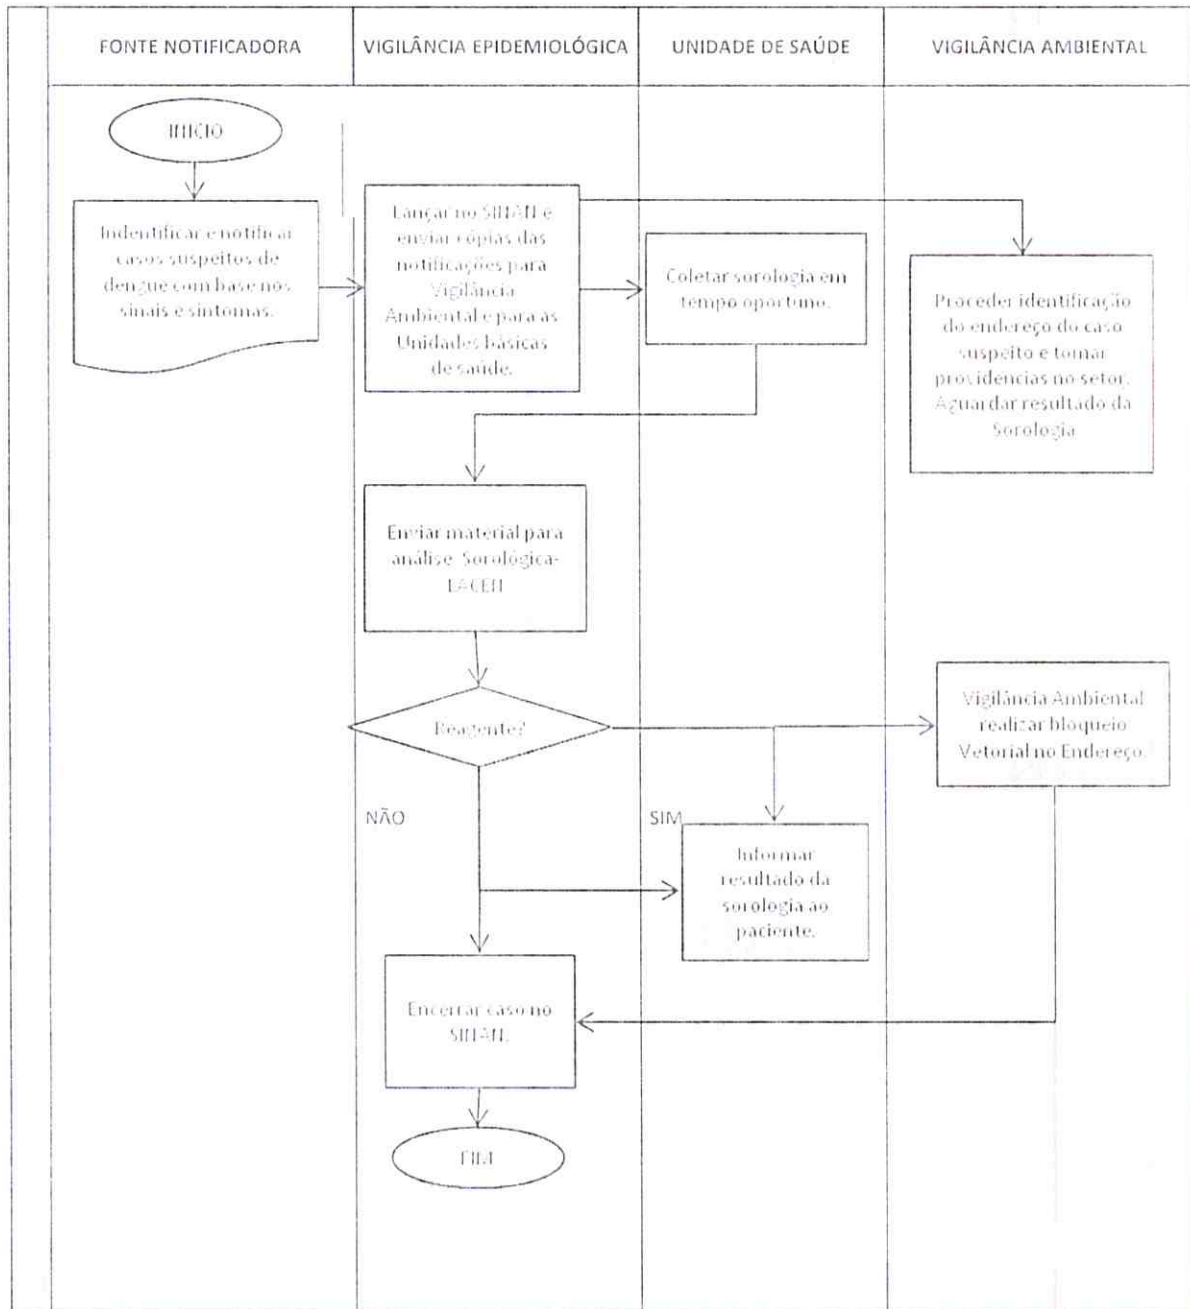 FONTE NOTIFICADORA
VIGILÂNCIA EPIDEMIOLÓGICA
UNIDADE DE SAÚDE
VIGILÂNCIA AMBIENTAL
INICIO
Indentificar e notificar
casos suspeitos de
dengue com base nos
sinais e sintomas.
Lançar no SINAN e
enviar cópias das
notificações para
Vigilância
Ambiental e para as
Unidades básicas
de saúde.
Coletar sorologia em
tempo oportuno.
Proceder identificação
do endereço do caso
suspeito e tomar
providencias no setor.
Aguardar resultado da
Sorologia
Enviar material para
análise Sorológica-
LACEN
Reagente?
Vigilância Ambiental
realizar bloqueio
Vetorial no Endereço.
NÃO
SIM
Informar
resultado da
sorologia ao
paciente.
Encerrar caso no
SINAN.
FIM